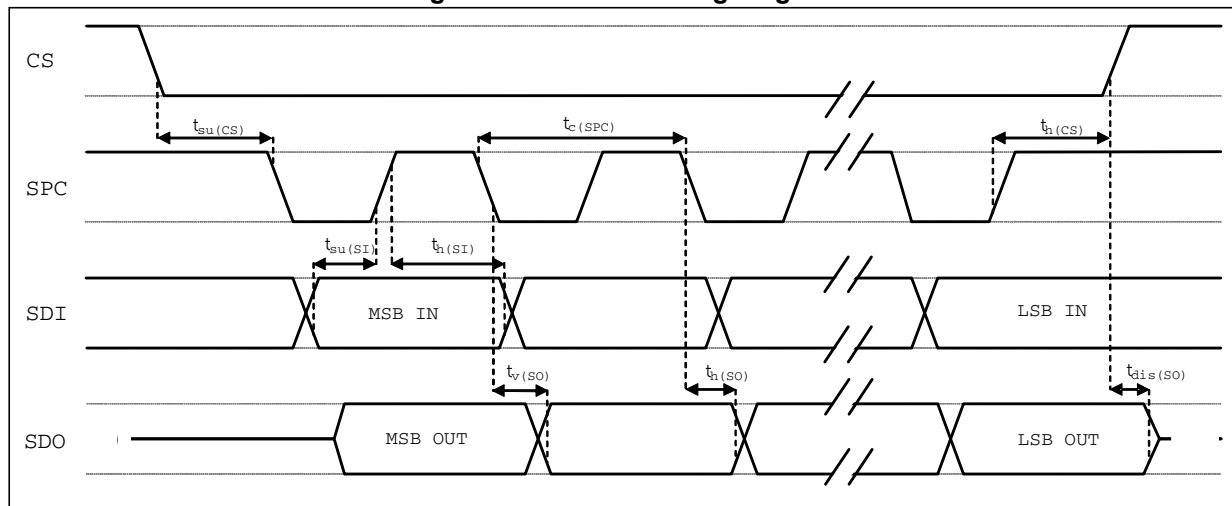 CS
tsu(CS)
tc(SPC)
th(CS)
SPC
tsu(SI)
th(SI)
SDI
MSB IN
LSB IN
tv(SO)
th(SO)
tdis(SO)
SDO
MSB OUT
LSB OUT